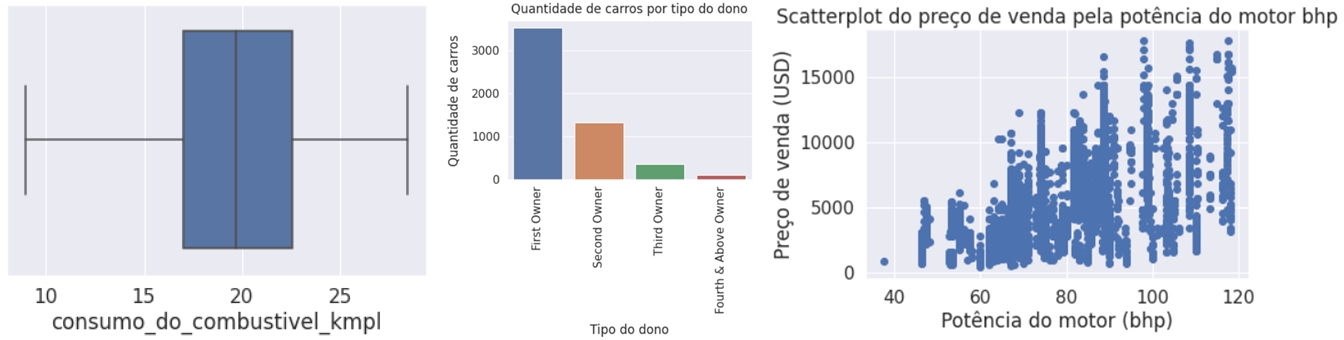 10 15 20 25
consumo_do_combustivel_kmpl
Quantidade de carros por tipo do dono
Quantidade de carros
3000
2000
1000
0
First Owner
Second Owner
Third Owner
Fourth & Above Owner
Tipo do dono
Scatterplot do preço de venda pela potência do motor bhp
Preço de venda (USD)
15000
10000
5000
0
40 60 80 100 120
Potência do motor (bhp)